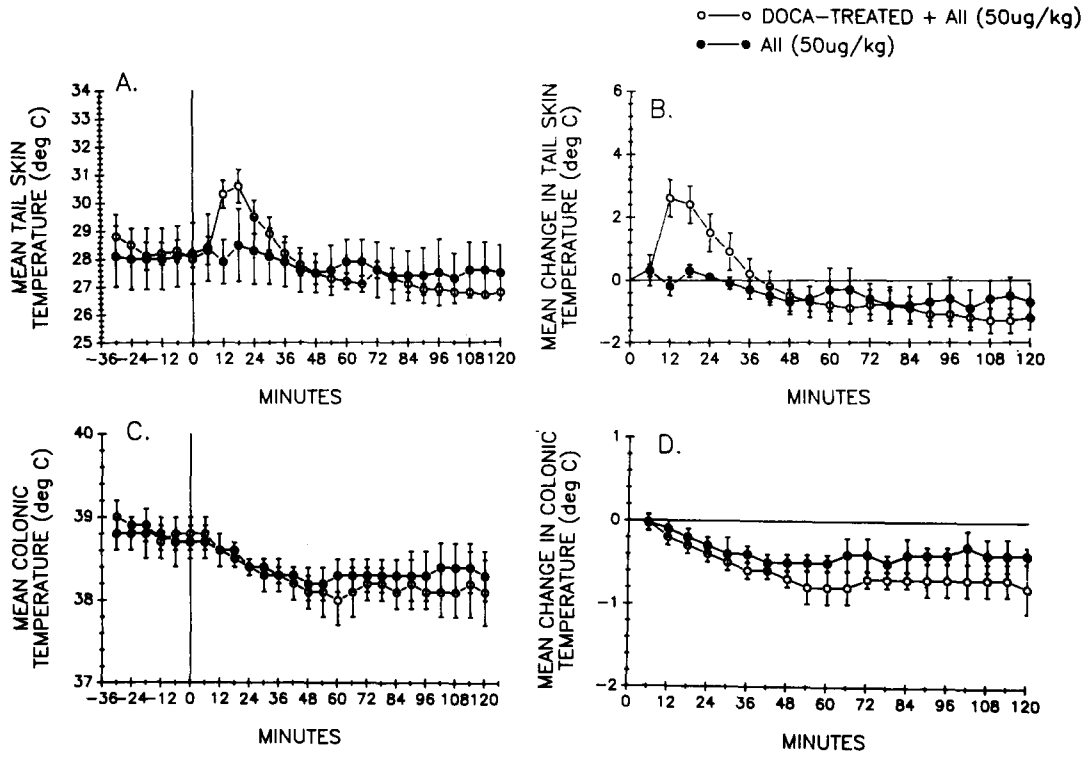 DOCA-TREATED + AII (50ug/kg)
AII (50ug/kg)
A.
MEAN TAIL SKIN
TEMPERATURE (deg C)
34
33
32
31
30
29
28
27
26
25
-36-24-12 0 12 24 36 48 60 72 84 96 108 120
MINUTES
B.
MEAN CHANGE IN TAIL SKIN
TEMPERATURE (deg C)
6
4
2
0
-2
0 12 24 36 48 60 72 84 96 108 120
MINUTES
C.
MEAN COLONIC
TEMPERATURE (deg C)
40
39
38
37
-36-24-12 0 12 24 36 48 60 72 84 96 108120
MINUTES
D.
MEAN CHANGE IN COLONIC
TEMPERATURE (deg C)
1
0
-1
-2
0 12 24 36 48 60 72 84 96 108 120
MINUTES